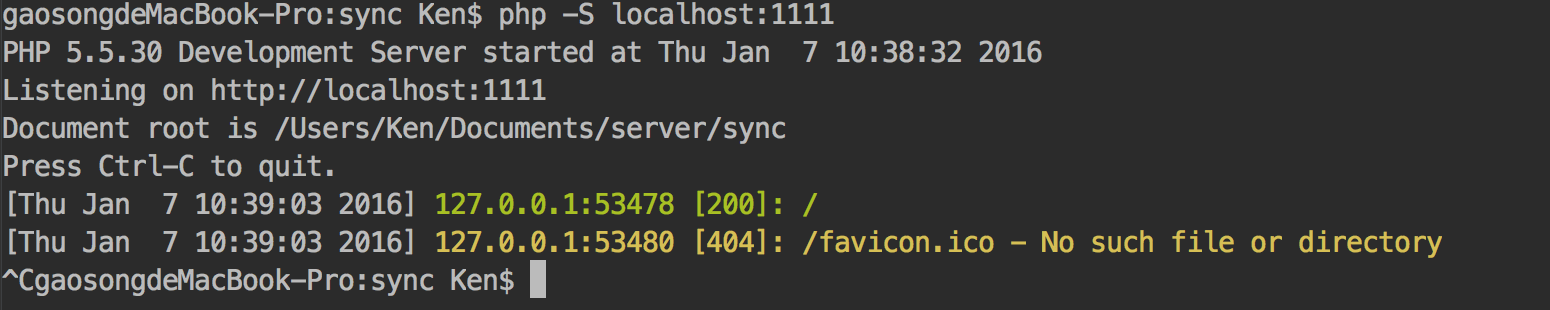 gaosongdeMacBook-Pro:sync Ken$ php -S localhost:1111
PHP 5.5.30 Development Server started at Thu Jan  7 10:38:32 2016
Listening on http://localhost:1111
Document root is /Users/Ken/Documents/server/sync
Press Ctrl-C to quit.
[Thu Jan  7 10:39:03 2016] 127.0.0.1:53478 [200]: /
[Thu Jan  7 10:39:03 2016] 127.0.0.1:53480 [404]: /favicon.ico - No such file or directory
^CgaosongdeMacBook-Pro:sync Ken$